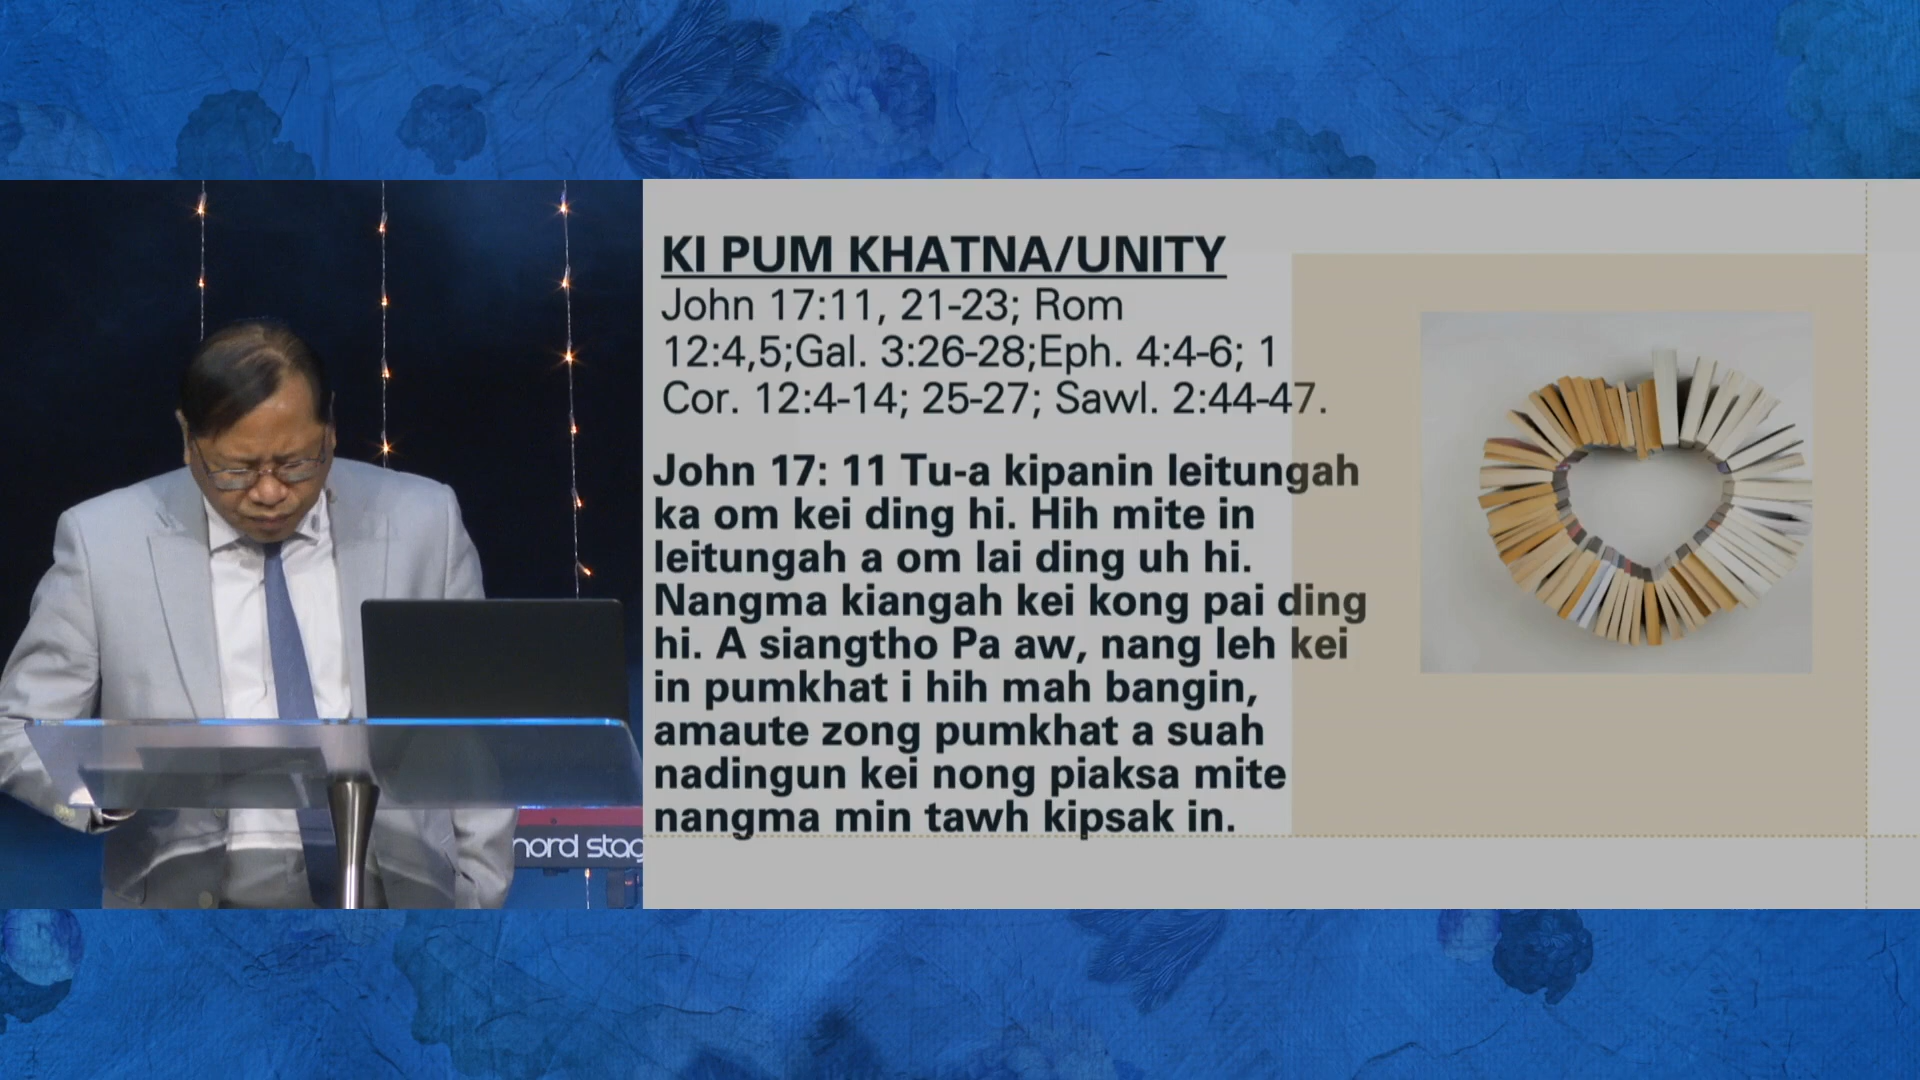 KI PUM KHATNA/UNITY
John 17:11, 21-23; Rom
12:4,5;Gal. 3:26-28;Eph. 4:4-6; 1
Cor. 12:4-14; 25-27; Sawl. 2:44-47.
John 17: 11 Tu-a kipanin leitungah
ka om kei ding hi. Hih mite in
leitungah a om lai ding uh hi.
Nangma kiangah kei kong pai ding
hi. A siangtho Pa aw, nang leh kei
in pumkhat i hih mah bangin,
amaute zong pumkhat a suah
nadingun kei nong piaksa mite
nangma min tawh kipsak in.
nord stag